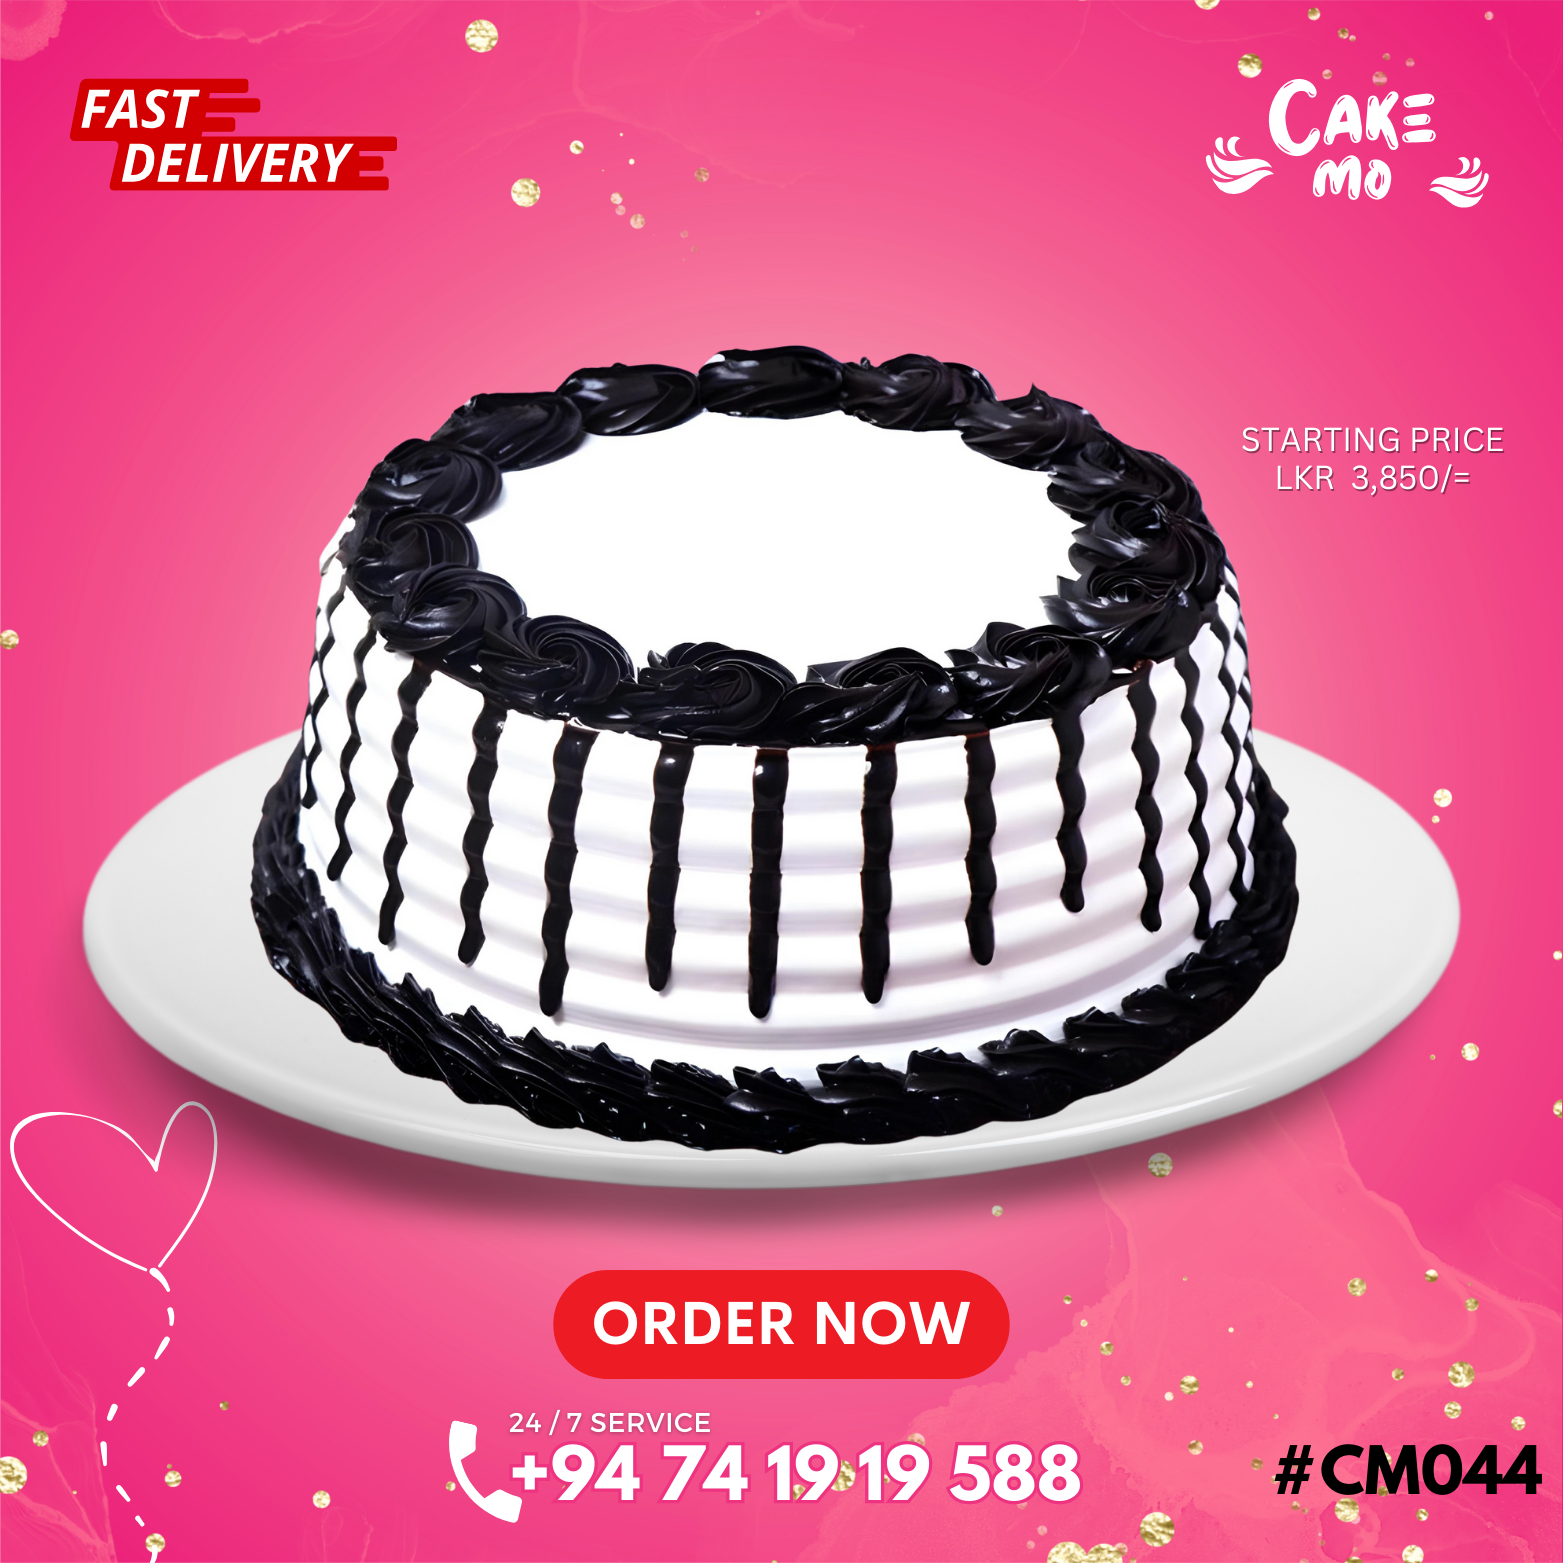 FAST
DELIVERY
CAKE
MO
STARTING PRICE
LKR 3,850/=
ORDER NOW
24 / 7 SERVICE
+94 74 19 19 588
#CM044